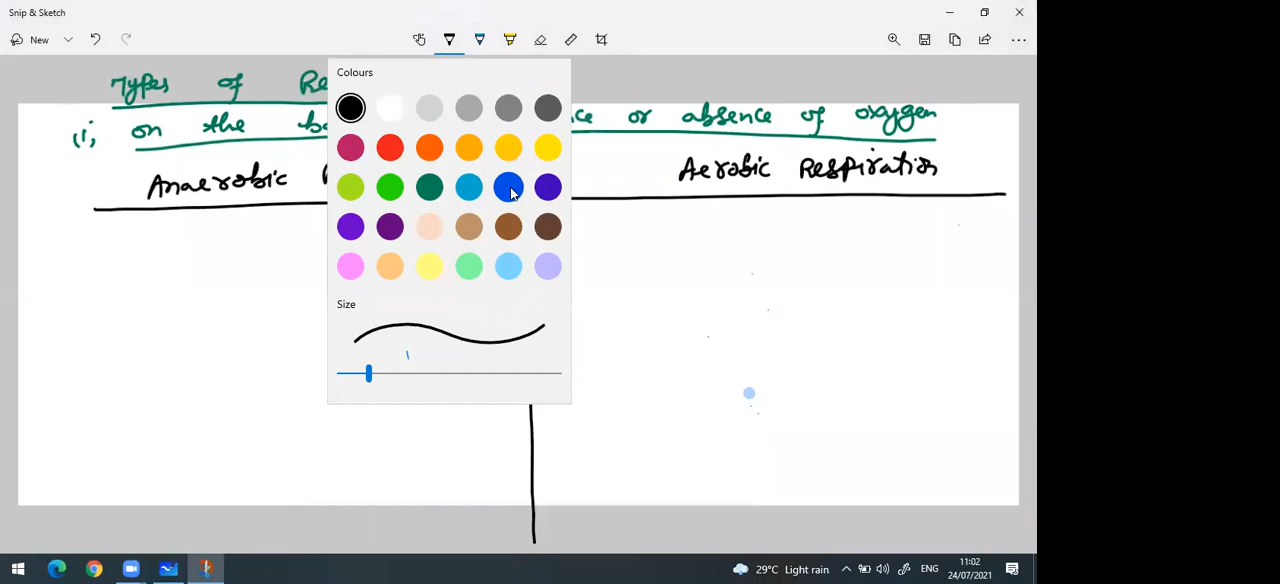 Snip & Sketch
New
Colours
Types of Re
(i) on the ba nce or absence of oxygen
Anaerobic Aerobic Respiration
Size
29°C Light rain ENG 11:02
24/07/2021